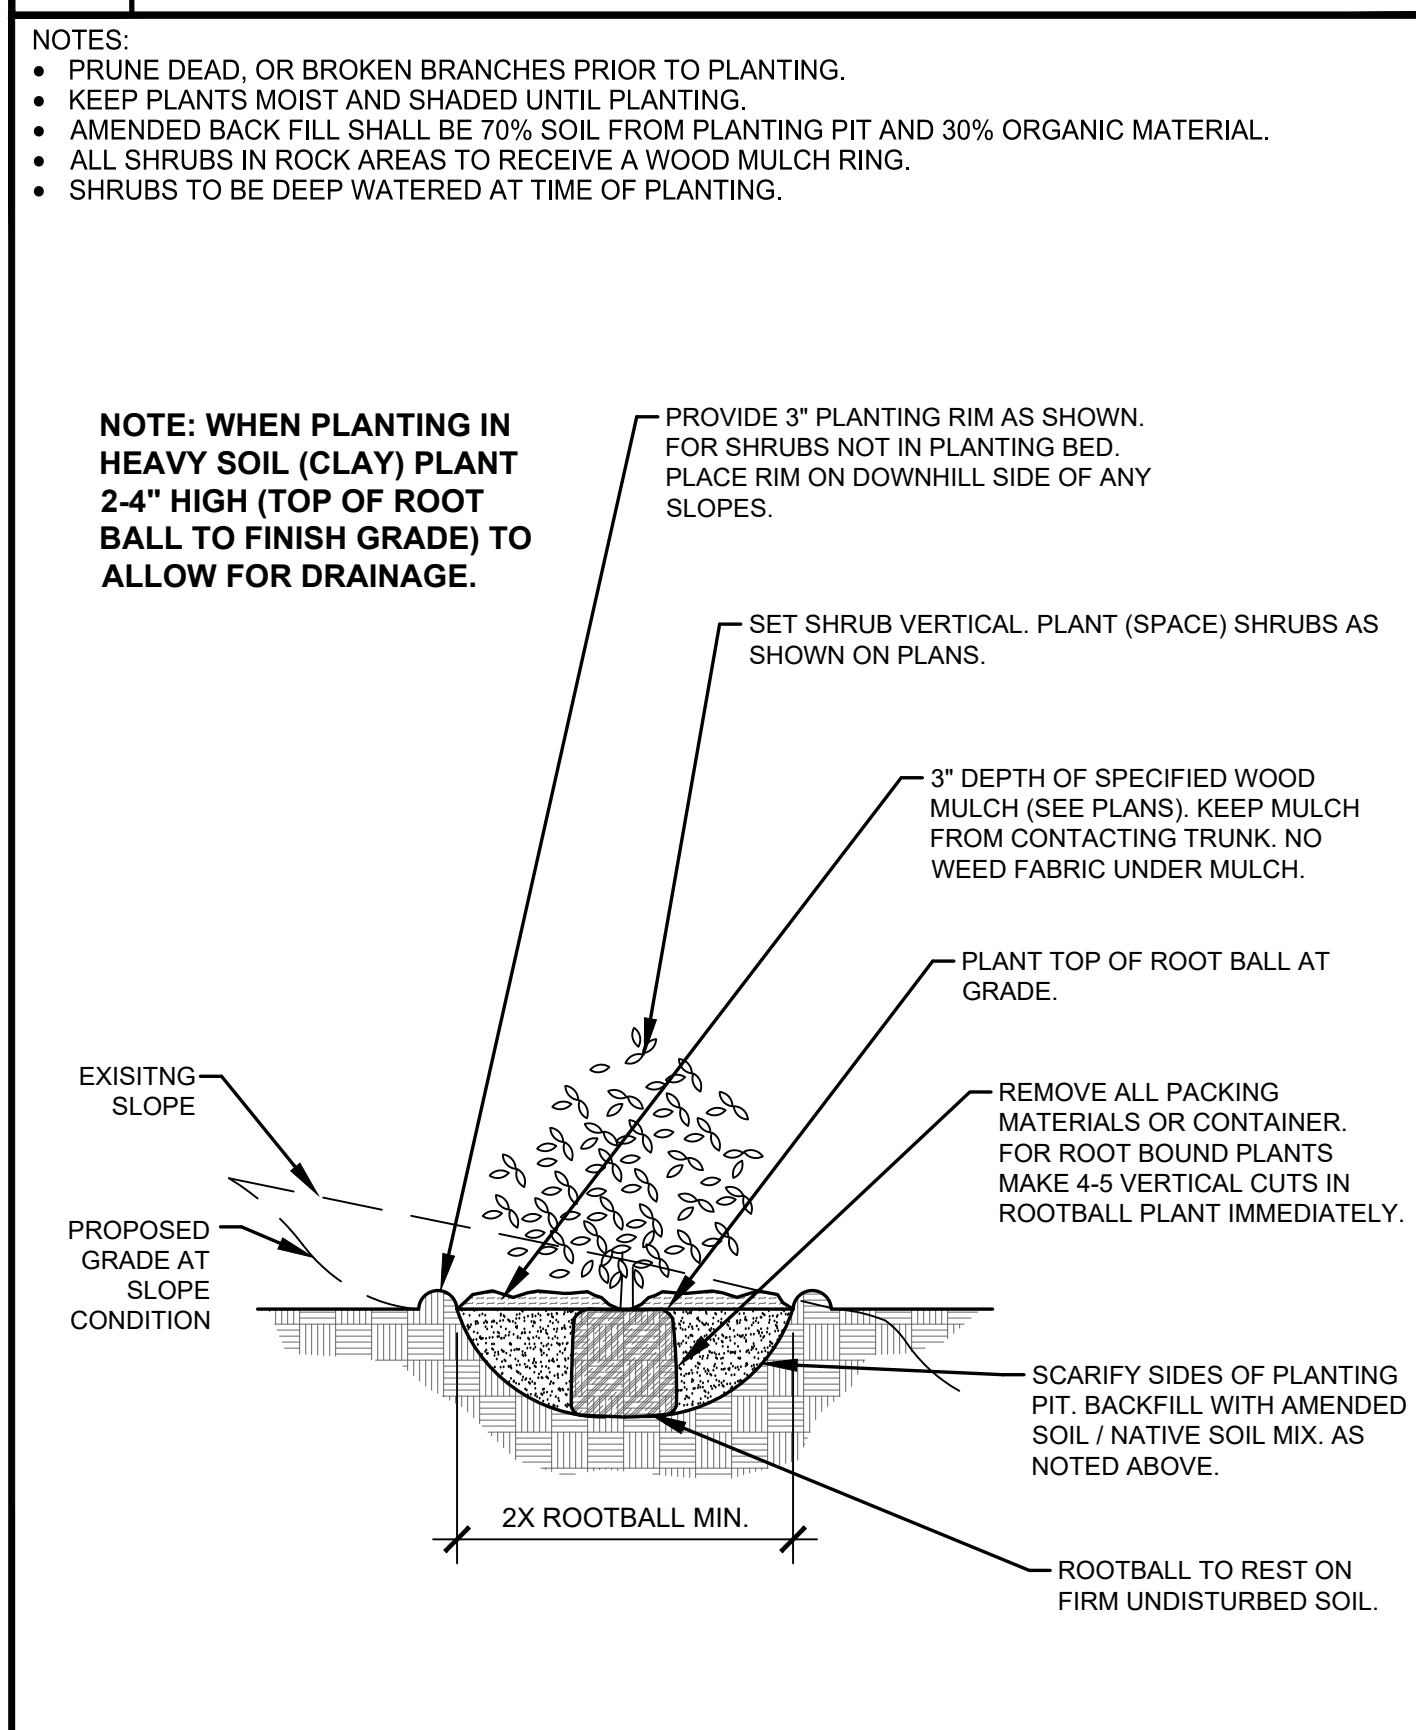 NOTES:
• PRUNE DEAD, OR BROKEN BRANCHES PRIOR TO PLANTING.
• KEEP PLANTS MOIST AND SHADED UNTIL PLANTING.
• AMENDED BACK FILL SHALL BE 70% SOIL FROM PLANTING PIT AND 30% ORGANIC MATERIAL.
• ALL SHRUBS IN ROCK AREAS TO RECEIVE A WOOD MULCH RING.
• SHRUBS TO BE DEEP WATERED AT TIME OF PLANTING.
NOTE: WHEN PLANTING IN
HEAVY SOIL (CLAY) PLANT
2-4" HIGH (TOP OF ROOT
BALL TO FINISH GRADE) TO
ALLOW FOR DRAINAGE.
PROVIDE 3" PLANTING RIM AS SHOWN.
FOR SHRUBS NOT IN PLANTING BED.
PLACE RIM ON DOWNHILL SIDE OF ANY
SLOPES.
SET SHRUB VERTICAL. PLANT (SPACE) SHRUBS AS
SHOWN ON PLANS.
3" DEPTH OF SPECIFIED WOOD
MULCH (SEE PLANS). KEEP MULCH
FROM CONTACTING TRUNK. NO
WEED FABRIC UNDER MULCH.
PLANT TOP OF ROOT BALL AT
GRADE.
EXISITNG
SLOPE
REMOVE ALL PACKING
MATERIALS OR CONTAINER.
FOR ROOT BOUND PLANTS
MAKE 4-5 VERTICAL CUTS IN
ROOTBALL PLANT IMMEDIATELY.
PROPOSED
GRADE AT
SLOPE
CONDITION
SCARIFY SIDES OF PLANTING
PIT. BACKFILL WITH AMENDED
SOIL / NATIVE SOIL MIX. AS
NOTED ABOVE.
2X ROOTBALL MIN.
ROOTBALL TO REST ON
FIRM UNDISTURBED SOIL.